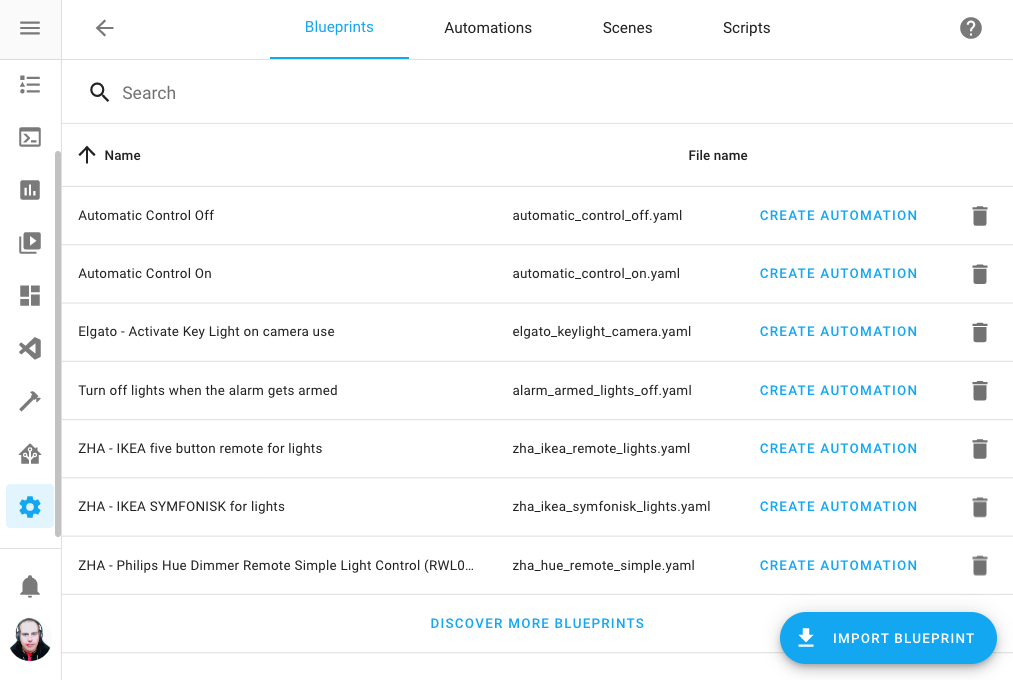 Blueprints Automations Scenes Scripts
Search
Name File name
Automatic Control Off automatic_control_off.yaml CREATE AUTOMATION
Automatic Control On automatic_control_on.yaml CREATE AUTOMATION
Elgato - Activate Key Light on camera use elgato_keylight_camera.yaml CREATE AUTOMATION
Turn off lights when the alarm gets armed alarm_armed_lights_off.yaml CREATE AUTOMATION
ZHA - IKEA five button remote for lights zha_ikea_remote_lights.yaml CREATE AUTOMATION
ZHA - IKEA SYMFONISK for lights zha_ikea_symfonisk_lights.yaml CREATE AUTOMATION
ZHA - Philips Hue Dimmer Remote Simple Light Control (RWL0… zha_hue_remote_simple.yaml CREATE AUTOMATION
DISCOVER MORE BLUEPRINTS
IMPORT BLUEPRINT